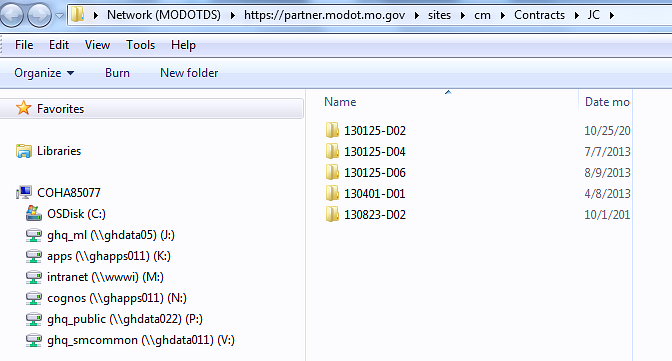 Network (MODOTDS) https://partner.modot.mo.gov sites cm Contracts JC
File Edit View Tools Help
Organize Burn New folder
Favorites
Libraries
COHA85077
OSDisk (C:)
ghq_ml (\\ghdata05) (J:)
apps (\\ghapps011) (K:)
intranet (\\wwwi) (M:)
cognos (\\ghapps011) (N:)
ghq_public (\\ghdata022) (P:)
ghq_smcommon (\\ghdata011) (V:)
Name Date mo
130125-D02 10/25/20
130125-D04 7/7/2013
130125-D06 8/9/2013
130401-D01 4/8/2013
130823-D02 10/1/201